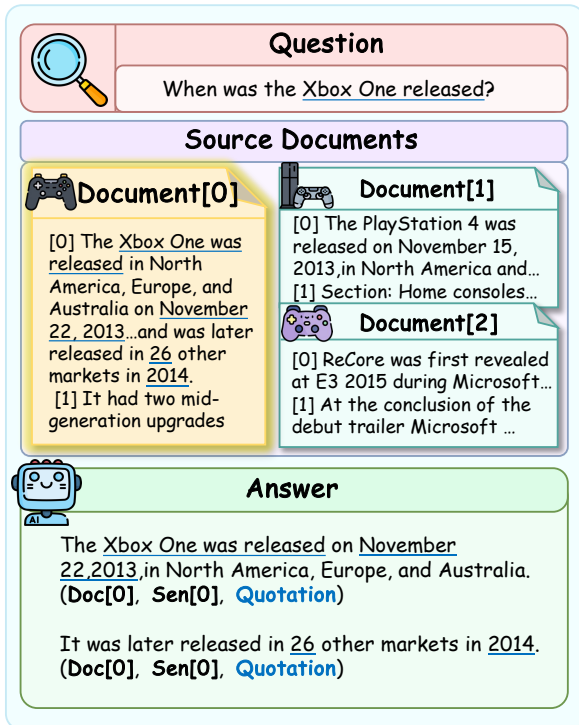 Question
When was the Xbox One released?
Source Documents
Document[0]
[0] The Xbox One was
released in North
America, Europe, and
Australia on November
22, 2013…and was later
released in 26 other
markets in 2014.
[1] It had two mid-
generation upgrades
Document[1]
[0] The PlayStation 4 was
released on November 15,
2013,in North America and…
[1] Section: Home consoles…
Document[2]
[0] ReCore was first revealed
at E3 2015 during Microsoft…
[1] At the conclusion of the
debut trailer Microsoft …
AI
Answer
The Xbox One was released on November
22,2013,in North America, Europe, and Australia.
(Doc[0], Sen[0], Quotation)
It was later released in 26 other markets in 2014.
(Doc[0], Sen[0], Quotation)